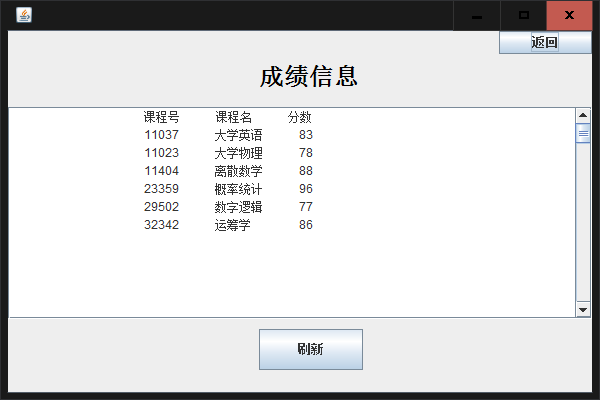 返回
成绩信息
课程号 课程名 分数
11037 大学英语 83
11023 大学物理 78
11404 离散数学 88
23359 概率统计 96
29502 数字逻辑 77
32342 运筹学 86
刷新